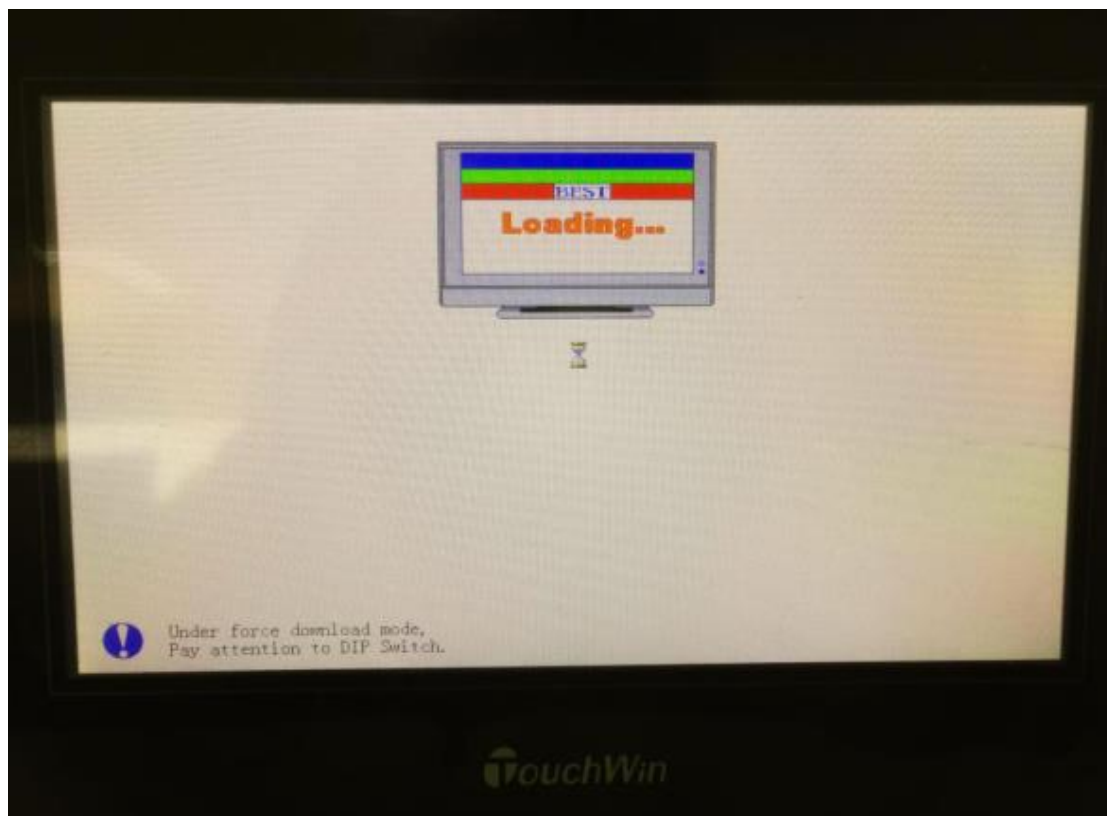 BEST
Loading...
Under force download mode,
Pay attention to DIP Switch.
TouchWin